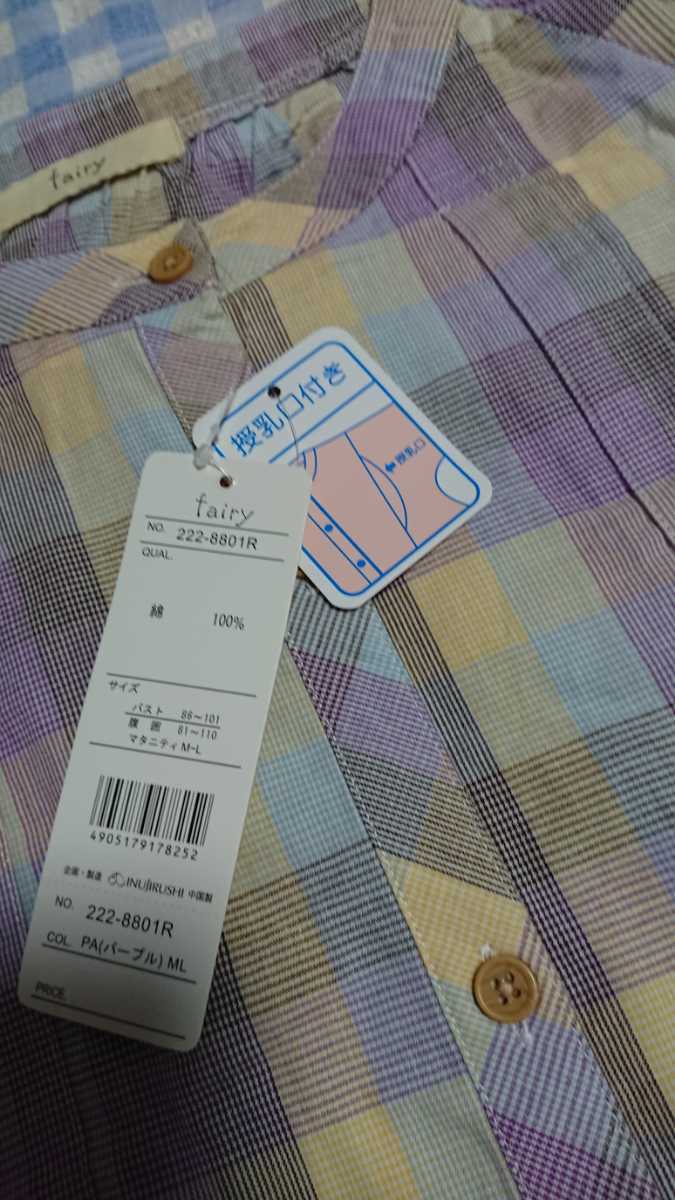 fairy
授乳口付き
授乳口
fairy
NO. 222-8801R
QUAL.
綿 100%
サイズ
バスト 86~101
腹囲 81~110
マタニティ M-L
4905179178252
企画・製造 INUJIRUSHI 中国製
NO. 222-8801R
COL. PA(パープル) ML
PRICE